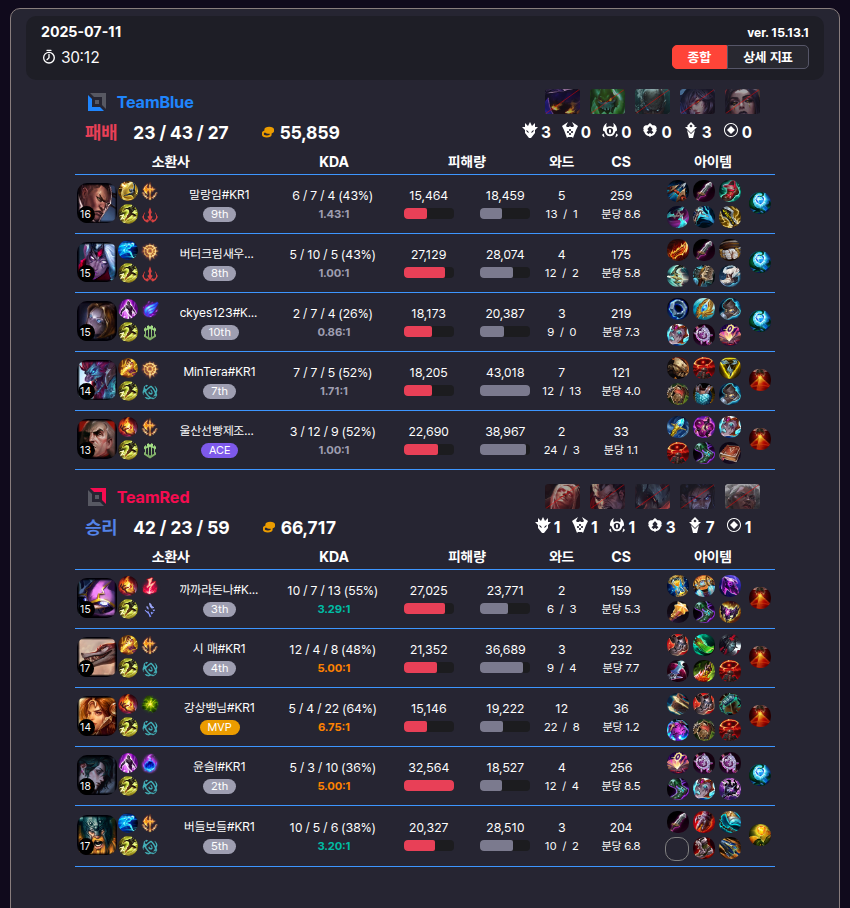 2025-07-11
ver. 15.13.1
30:12
종합 상세 지표
TeamBlue
패배 23 / 43 / 27 55,859 3 0 0 0 3 0
소환사 KDA 피해량 와드 CS 아이템
16 말랑임#KR1 9th 6 / 7 / 4 (43%) 1.43:1 15,464 18,459 5 13 / 1 259 분당 8.6
15 버터크림새우... 8th 5 / 10 / 5 (43%) 1.00:1 27,129 28,074 4 12 / 2 175 분당 5.8
15 ckyes123#K... 10th 2 / 7 / 4 (26%) 0.86:1 18,173 20,387 3 9 / 0 219 분당 7.3
14 MinTera#KR1 7th 7 / 7 / 5 (52%) 1.71:1 18,205 43,018 7 12 / 13 121 분당 4.0
13 울산선빵제조... ACE 3 / 12 / 9 (52%) 1.00:1 22,690 38,967 2 24 / 3 33 분당 1.1
TeamRed
승리 42 / 23 / 59 66,717 1 1 1 3 7 1
소환사 KDA 피해량 와드 CS 아이템
15 까까라돈나#K... 3th 10 / 7 / 13 (55%) 3.29:1 27,025 23,771 2 6 / 3 159 분당 5.3
17 시 매#KR1 4th 12 / 4 / 8 (48%) 5.00:1 21,352 36,689 3 9 / 4 232 분당 7.7
14 강상뱅님#KR1 MVP 5 / 4 / 22 (64%) 6.75:1 15,146 19,222 12 22 / 8 36 분당 1.2
18 윤슬l#KR1 2th 5 / 3 / 10 (36%) 5.00:1 32,564 18,527 4 12 / 4 256 분당 8.5
17 버들보들#KR1 5th 10 / 5 / 6 (38%) 3.20:1 20,327 28,510 3 10 / 2 204 분당 6.8